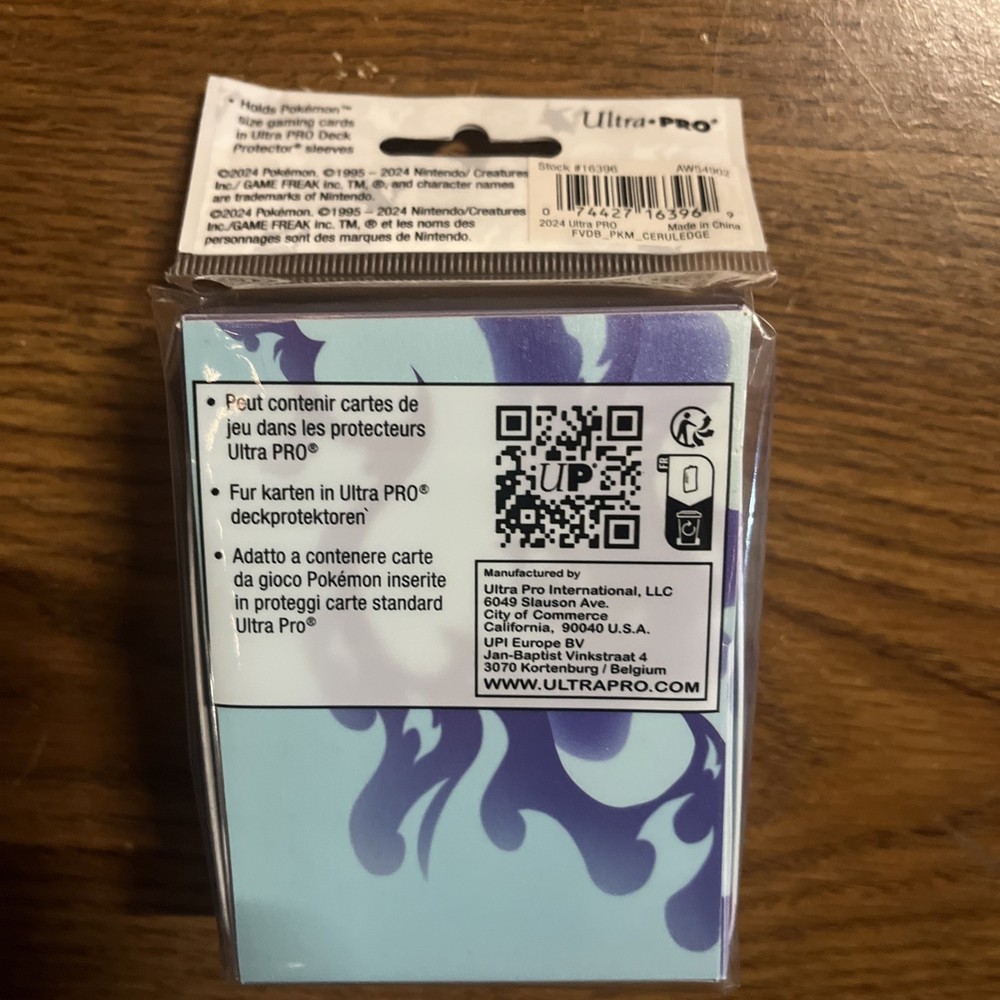 • Holds Pokémon™
size gaming cards
in Ultra PRO Deck
Protector® sleeves
Ultra•PRO®
©2024 Pokémon. ©1995 – 2024 Nintendo/ Creatures
Inc./ GAME FREAK inc. TM, ®, and character names
are trademarks of Nintendo.
©2024 Pokémon. ©1995 – 2024 Nintendo/Creatures
Inc./GAME FREAK inc. TM, ® et les noms des
personnages sont des marques de Nintendo.
Stock #16396 AW54902
0 74427 16396 9
2024 Ultra PRO Made in China
FVDB_PKM_CERULEDGE
• Peut contenir cartes de
jeu dans les protecteurs
Ultra PRO®
• Fur karten in Ultra PRO®
deckprotektoren`
• Adatto a contenere carte
da gioco Pokémon inserite
in proteggi carte standard
Ultra Pro®
UP
FR
Manufactured by
Ultra Pro International, LLC
6049 Slauson Ave.
City of Commerce
California, 90040 U.S.A.
UPI Europe BV
Jan-Baptist Vinkstraat 4
3070 Kortenburg / Belgium
WWW.ULTRAPRO.COM